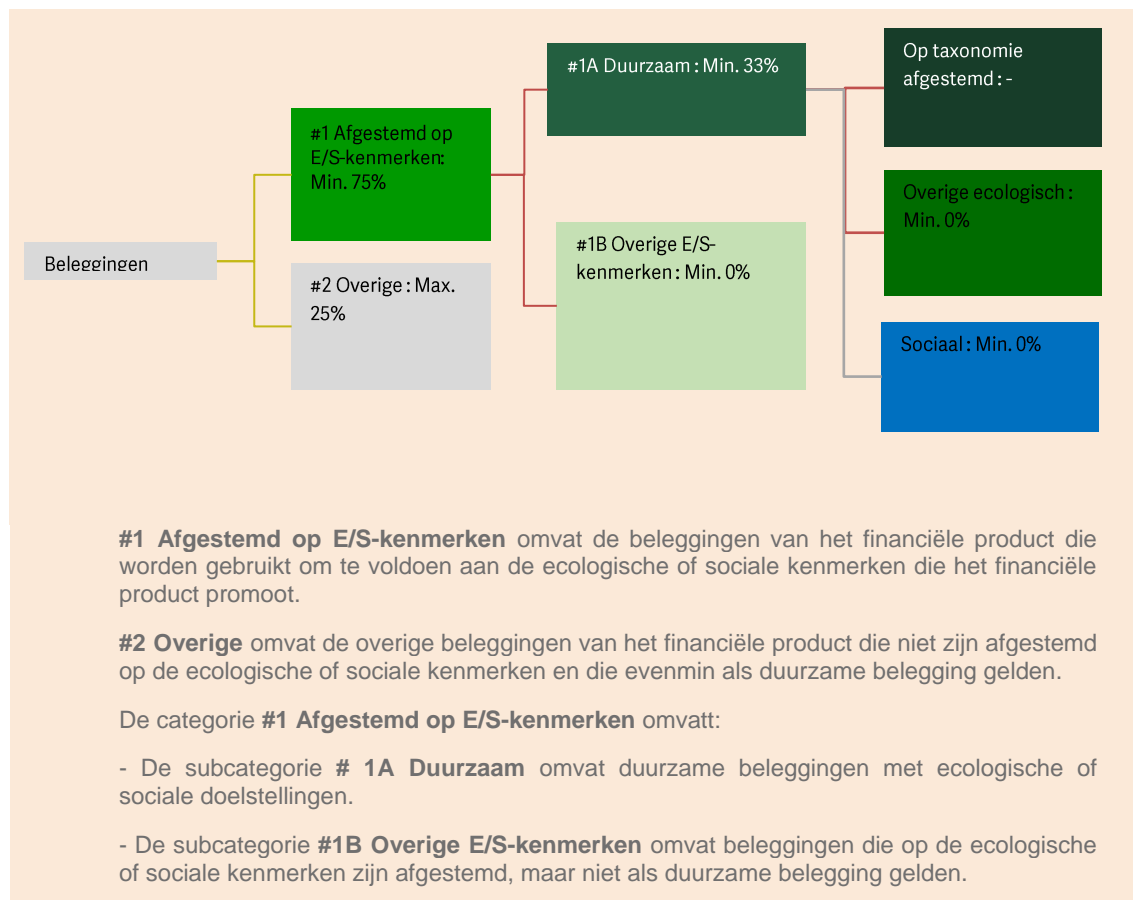 Beleggingen
#1 Afgestemd op
E/S-kenmerken:
Min. 75%
#2 Overige : Max.
25%
#1A Duurzaam : Min. 33%
#1B Overige E/S-
kenmerken : Min. 0%
Op taxonomie
afgestemd : -
Overige ecologisch :
Min. 0%
Sociaal : Min. 0%
#1 Afgestemd op E/S-kenmerken omvat de beleggingen van het financiële product die
worden gebruikt om te voldoen aan de ecologische of sociale kenmerken die het financiële
product promoot.
#2 Overige omvat de overige beleggingen van het financiële product die niet zijn afgestemd
op de ecologische of sociale kenmerken en die evenmin als duurzame belegging gelden.
De categorie #1 Afgestemd op E/S-kenmerken omvatt:
- De subcategorie # 1A Duurzaam omvat duurzame beleggingen met ecologische of
sociale doelstellingen.
- De subcategorie #1B Overige E/S-kenmerken omvat beleggingen die op de ecologische
of sociale kenmerken zijn afgestemd, maar niet als duurzame belegging gelden.